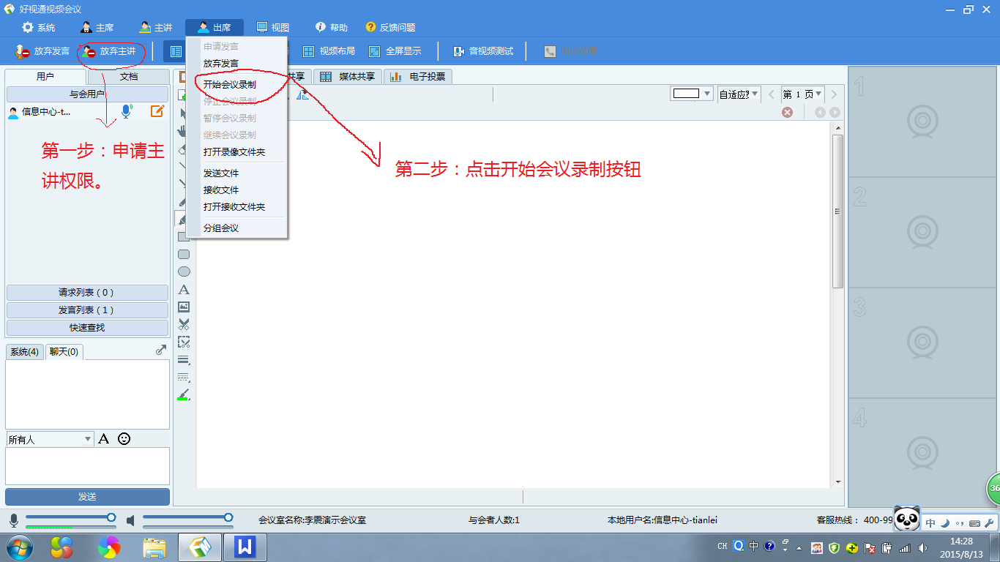 好视通视频会议
系统 主席 主讲 出席 视图 帮助 反馈问题
放弃发言 放弃主讲 视频布局 全屏显示 音视频测试
用户 文档
与会用户
信息中心-t...
第一步：申请主
讲权限。
请求列表（0）
发言列表（1）
快速查找
系统(4) 聊天(0)
所有人
发送
申请发言
放弃发言
开始会议录制
停止会议录制
暂停会议录制
继续会议录制
打开录像文件夹
发送文件
接收文件
打开接收文件夹
分组会议
共享 媒体共享 电子投票
第 1 页
第二步：点击开始会议录制按钮
1
2
3
4
36
会议室名称:李震演示会议室 与会者人数:1 本地用户名:信息中心-tianlei 客服热线： 400-99
中
CH 中
14:28
2015/8/13